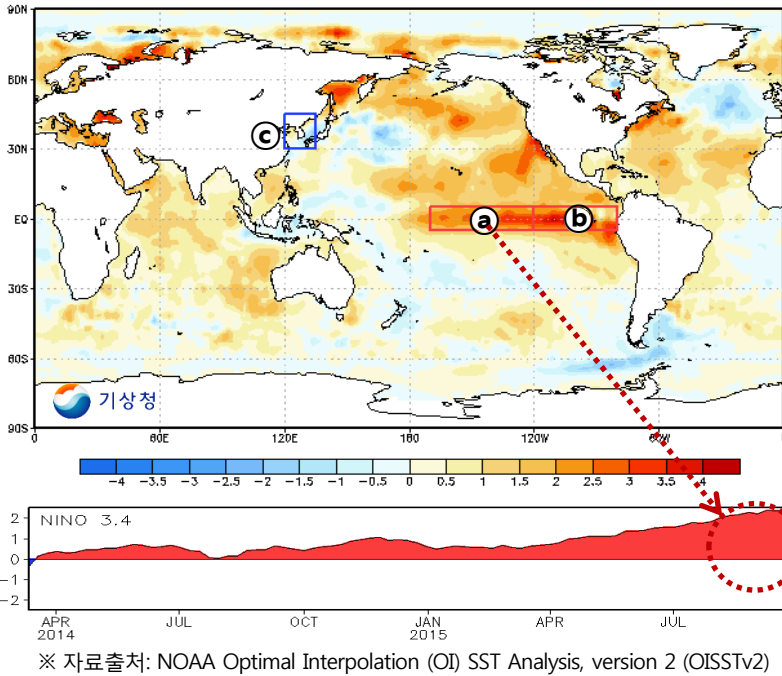 90N
60N
30N
EQ
30S
60S
90S
ⓐ
ⓑ
ⓒ
기상청
0 60E 120E 180 120W 60W
-4 -3.5 -3 -2.5 -2 -1.5 -1 -0.5 0 0.5 1 1.5 2 2.5 3 3.5 4
NINO 3.4
2
1
0
-1
-2
APR JUL OCT JAN APR JUL
2014 2015
※ 자료출처: NOAA Optimal Interpolation (OI) SST Analysis, version 2 (OISSTv2)